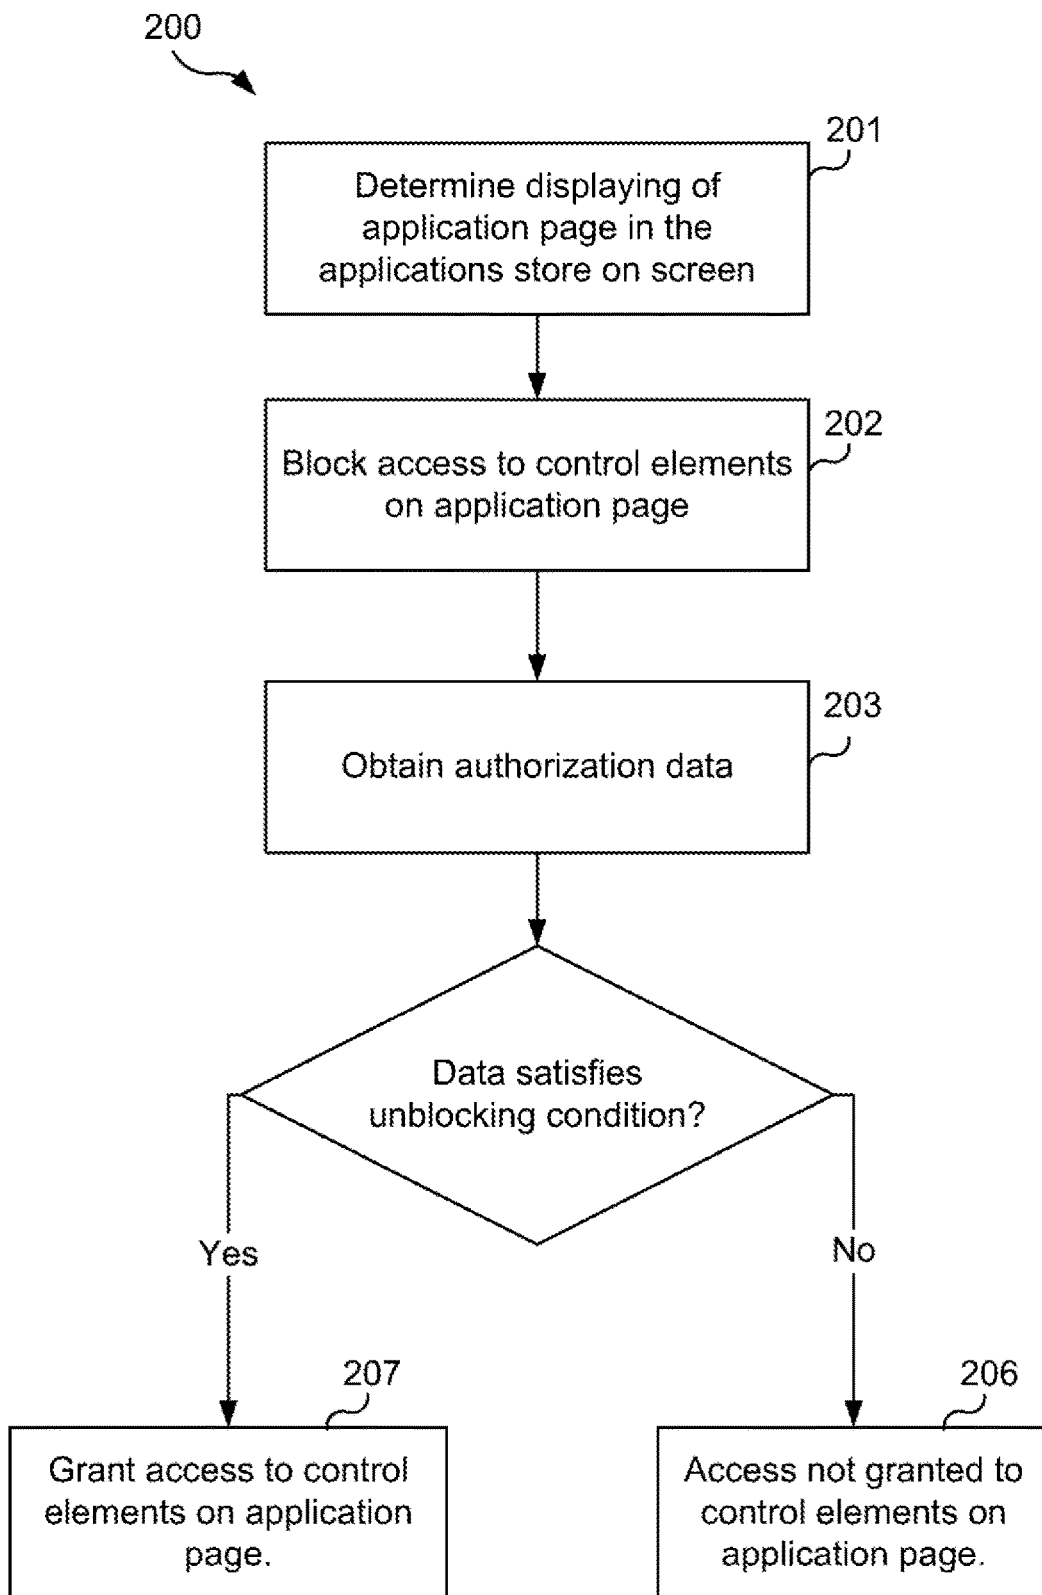 200
201
Determine displaying of
application page in the
applications store on screen
202
Block access to control elements
on application page
203
Obtain authorization data
Data satisfies
unblocking condition?
Yes
No
207
206
Grant access to control
elements on application
page.
Access not granted to
control elements on
application page.